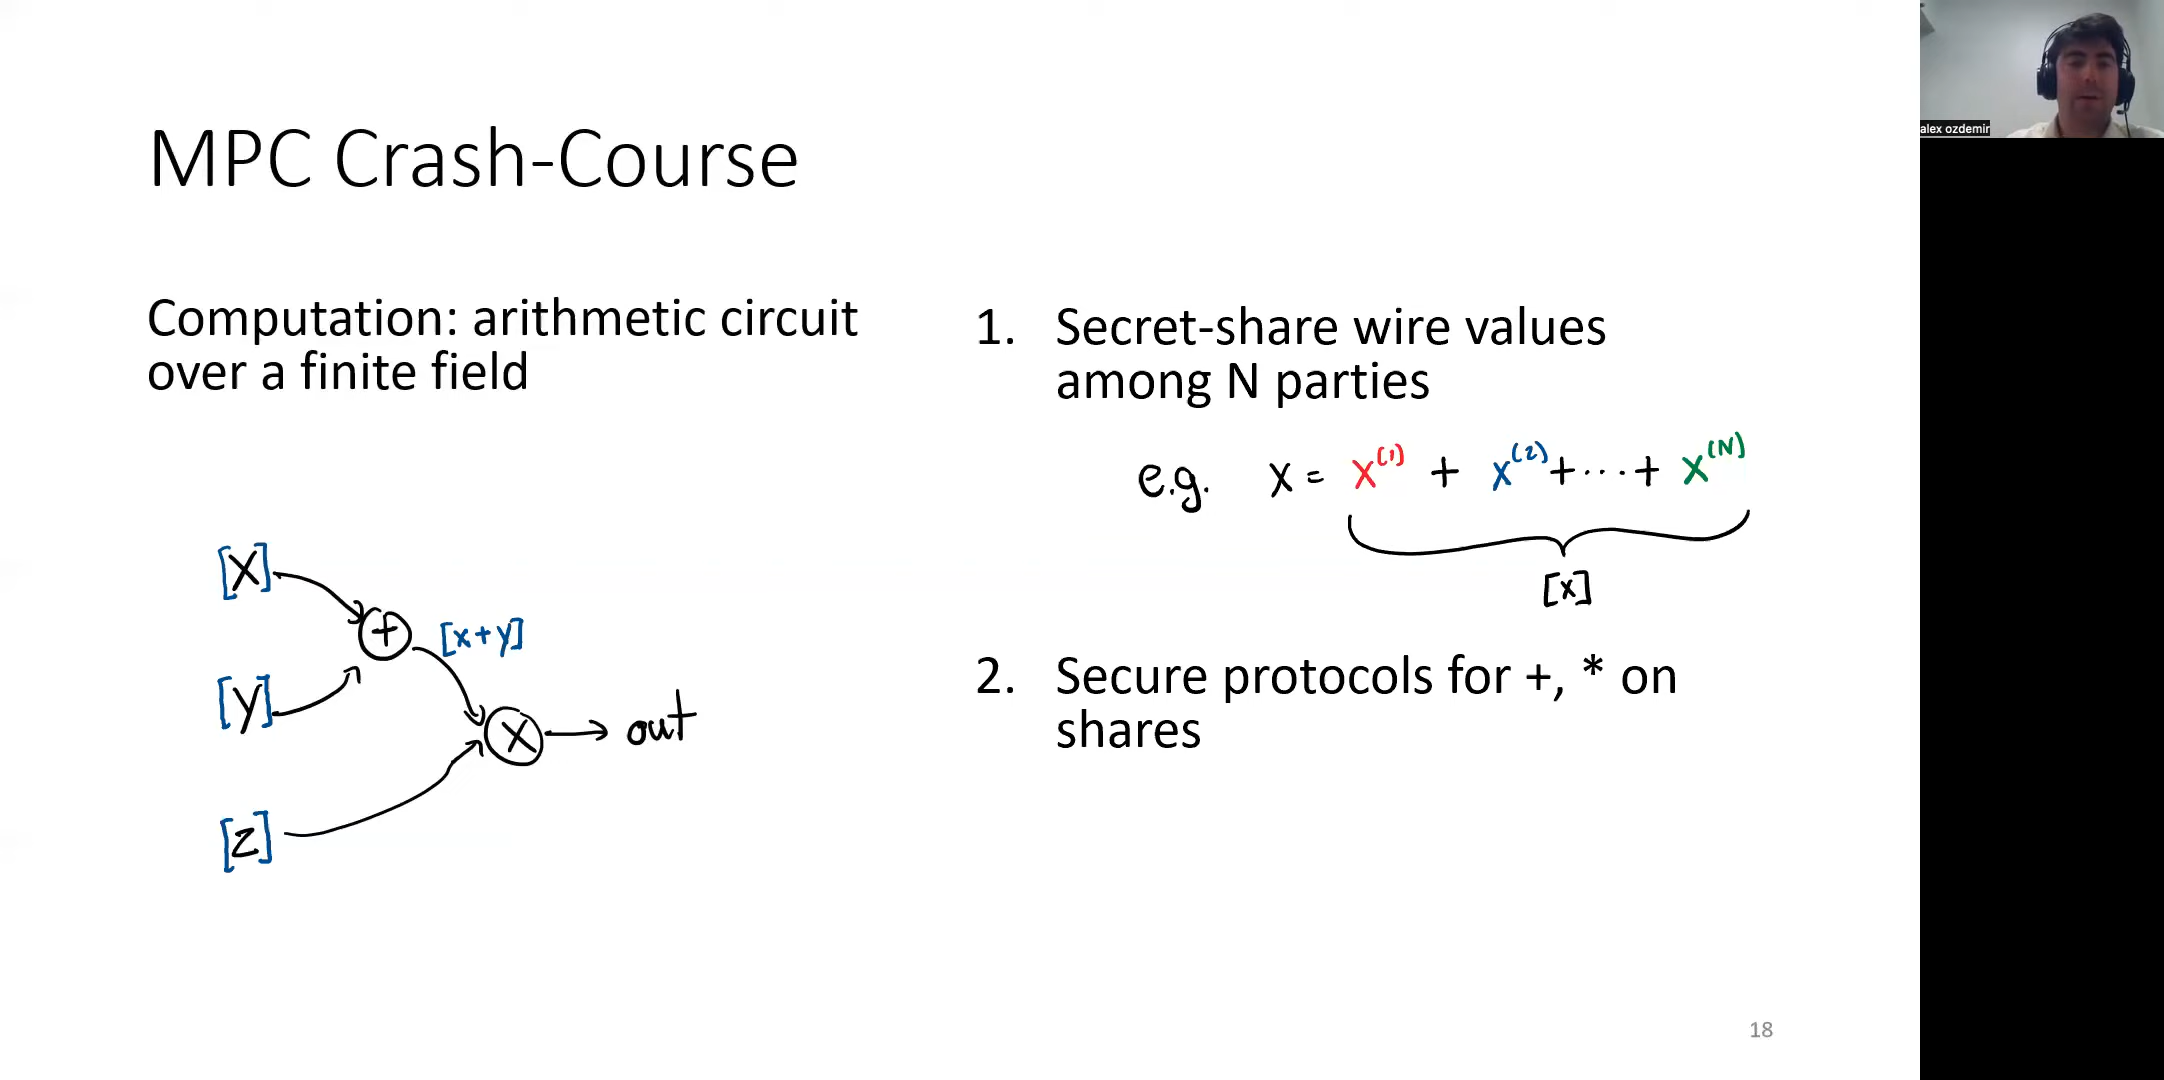 MPC Crash-Course
Computation: arithmetic circuit
over a finite field
[x]
[y]
[z]
+
[x+y]
x
out
1. Secret-share wire values
among N parties
e.g. x = x^(1) + x^(2) + ... + x^(N)
[x]
2. Secure protocols for +, * on
shares
18
alex ozdemir